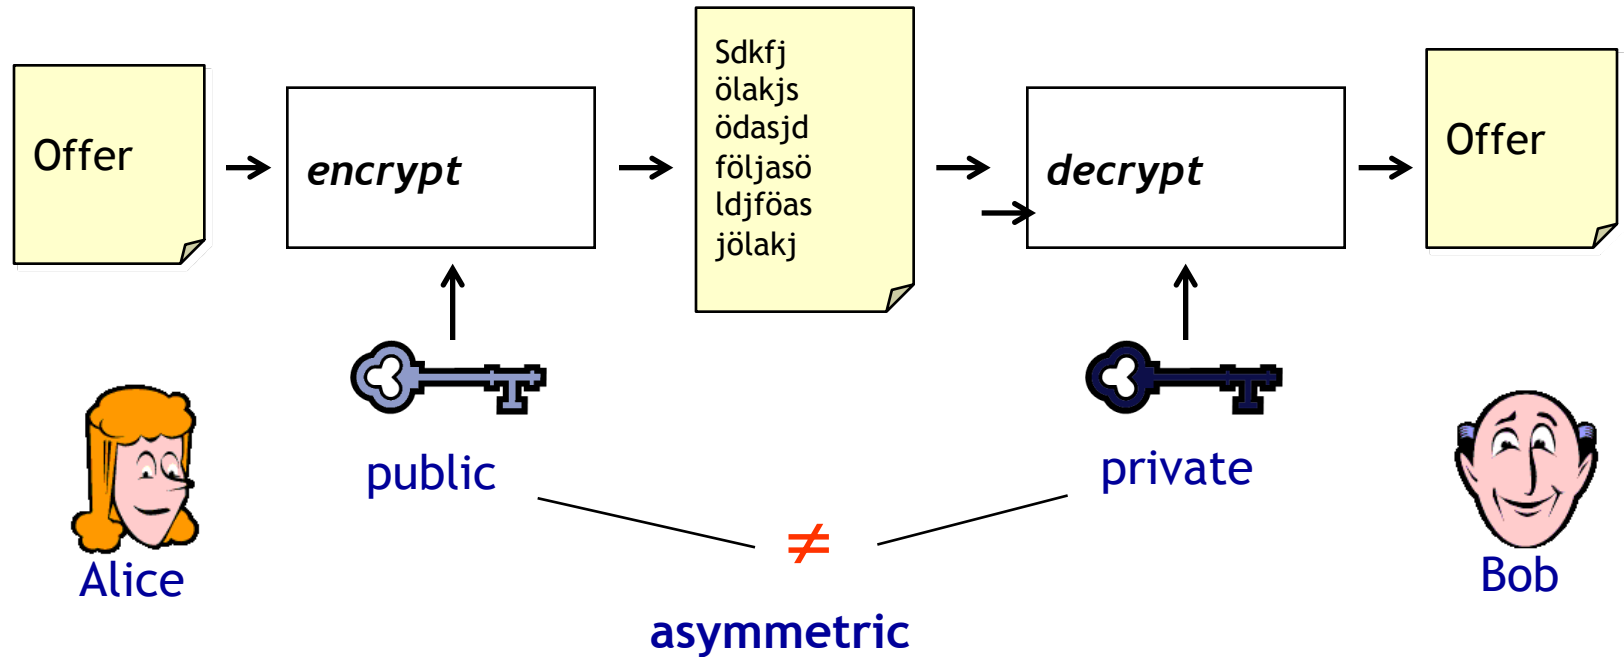 Offer
encrypt
Sdkfj
ölakjs
ödasjd
följasö
ldjföas
jölakj
decrypt
Offer
public
private
≠
Alice
Bob
asymmetric